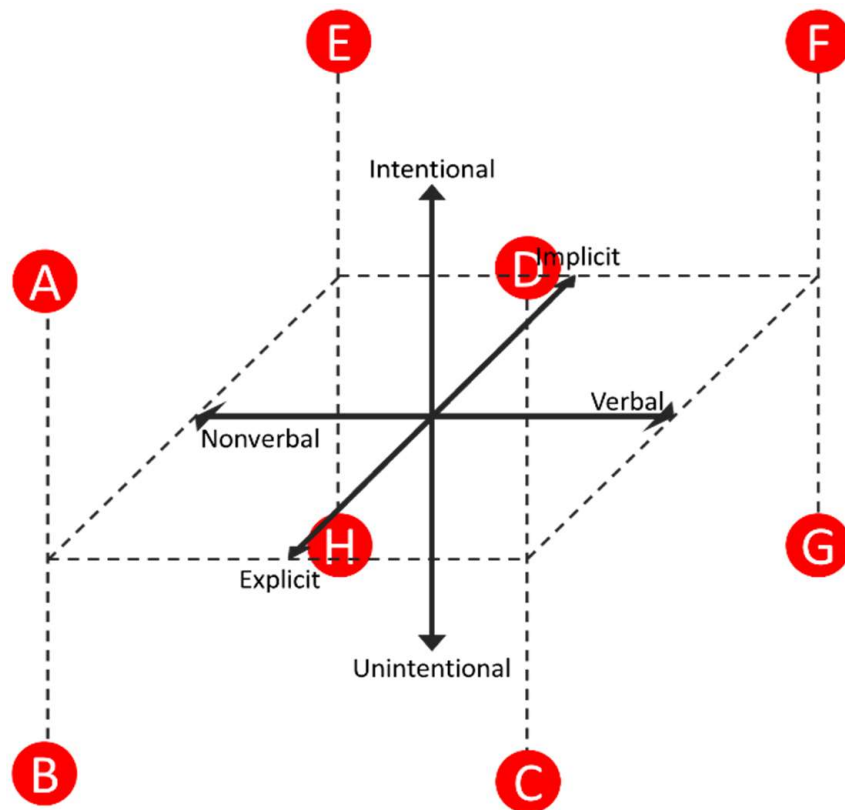 E
F
Intentional
D
Implicit
A
Verbal
Nonverbal
H
G
Explicit
Unintentional
B
C